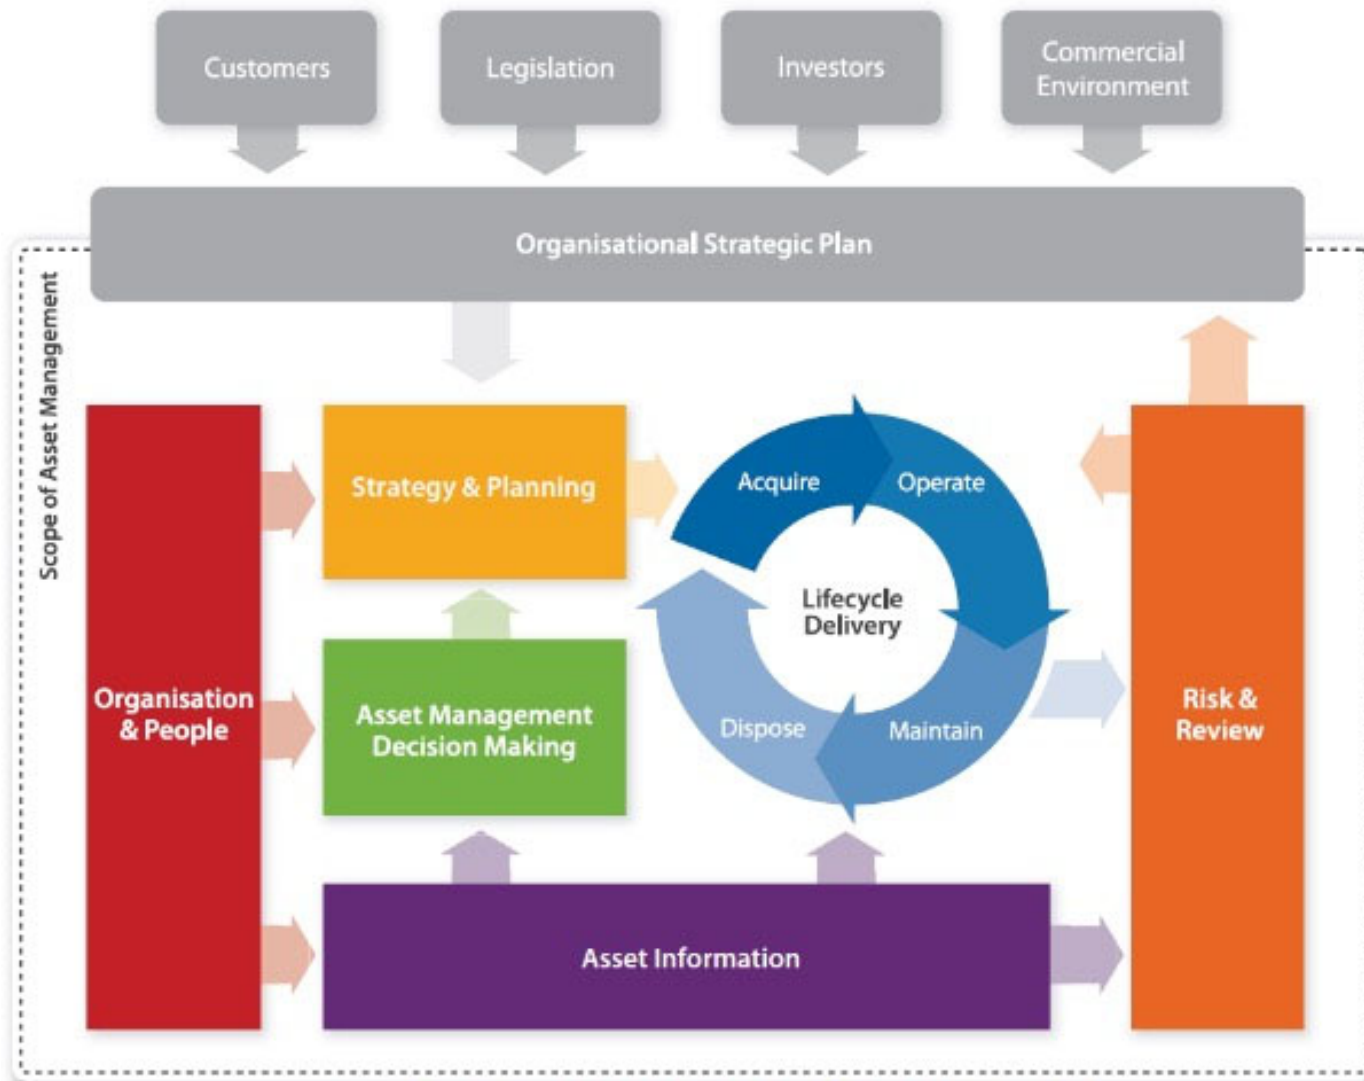 Customers
Legislation
Investors
Commercial
Environment
Organisational Strategic Plan
Scope of Asset Management
Strategy & Planning
Acquire
Operate
Lifecycle
Delivery
Organisation
& People
Asset Management
Decision Making
Dispose
Maintain
Risk &
Review
Asset Information